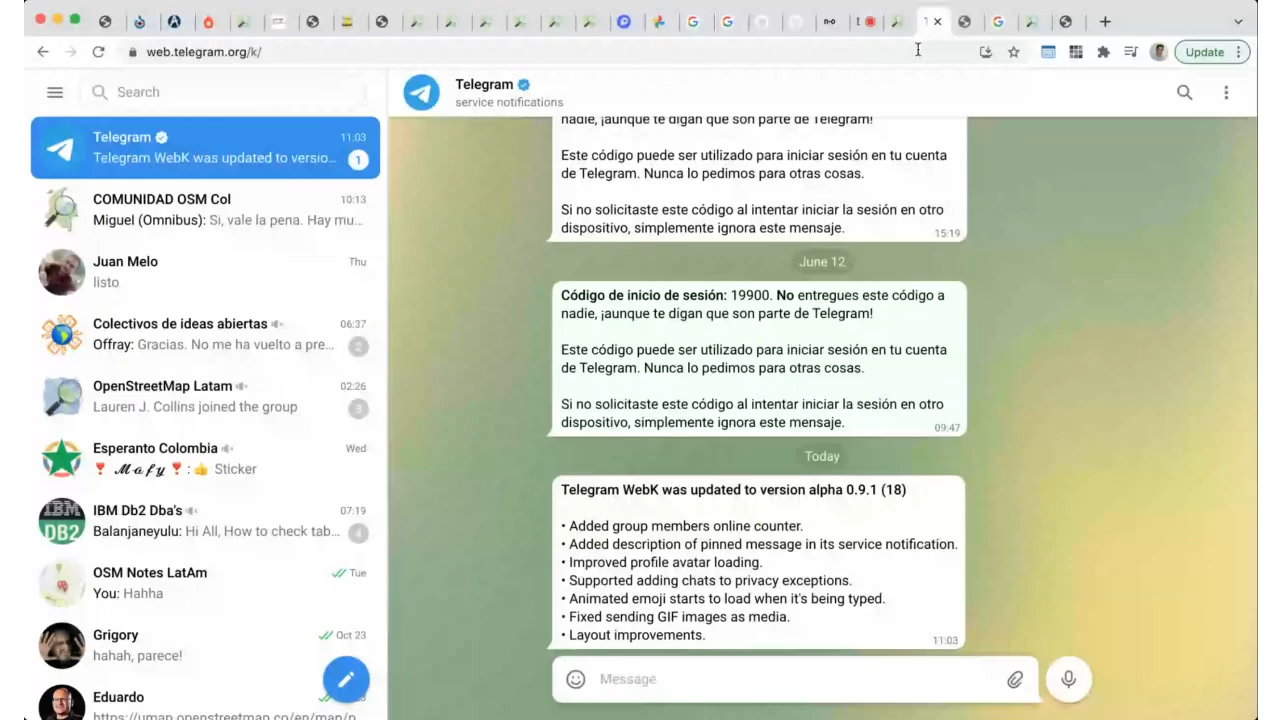 web.telegram.org/k/
Update
Search
Telegram
service notifications
Telegram
11:03
Telegram WebK was updated to versio...
1
COMUNIDAD OSM Col
10:13
Miguel (Omnibus): Si, vale la pena. Hay mu...
Juan Melo
Thu
listo
Colectivos de ideas abiertas
06:37
Offray: Gracias. No me ha vuelto a pre...
2
OpenStreetMap Latam
02:26
Lauren J. Collins joined the group
3
Esperanto Colombia
Wed
❣ 𝓜𝓪𝓯𝔂 ❣ : 👍 Sticker
IBM Db2 Dba's
07:19
Balanjaneyulu: Hi All, How to check tab...
4
OSM Notes LatAm
Tue
You: Hahha
Grigory
Oct 23
hahah, parece!
Eduardo
https://umap.openstreetmap.co/en/map/p
nadie, ¡aunque te digan que son parte de Telegram!
Este código puede ser utilizado para iniciar sesión en tu cuenta
de Telegram. Nunca lo pedimos para otras cosas.
Si no solicitaste este código al intentar iniciar la sesión en otro
dispositivo, simplemente ignora este mensaje.
15:19
June 12
Código de inicio de sesión: 19900. No entregues este código a
nadie, ¡aunque te digan que son parte de Telegram!
Este código puede ser utilizado para iniciar sesión en tu cuenta
de Telegram. Nunca lo pedimos para otras cosas.
Si no solicitaste este código al intentar iniciar la sesión en otro
dispositivo, simplemente ignora este mensaje.
09:47
Today
Telegram WebK was updated to version alpha 0.9.1 (18)
• Added group members online counter.
• Added description of pinned message in its service notification.
• Improved profile avatar loading.
• Supported adding chats to privacy exceptions.
• Animated emoji starts to load when it's being typed.
• Fixed sending GIF images as media.
• Layout improvements.
11:03
Message
IBM
DB2